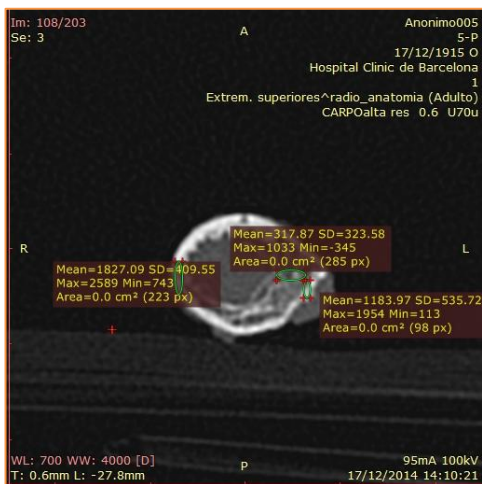 Im: 108/203
Se: 3
A
Anonimo005
5-P
17/12/1915 O
Hospital Clinic de Barcelona
1
Extrem. superiores^radio_anatomia (Adulto)
CARPOalta res 0.6 U70u
R
L
Mean=317.87 SD=323.58
Max=1033 Min=-345
Area=0.0 cm² (285 px)
Mean=1827.09 SD=409.55
Max=2589 Min=743
Area=0.0 cm² (223 px)
Mean=1183.97 SD=535.72
Max=1954 Min=113
Area=0.0 cm² (98 px)
WL: 700 WW: 4000 [D]
T: 0.6mm L: -27.8mm
P
95mA 100kV
17/12/2014 14:10:21